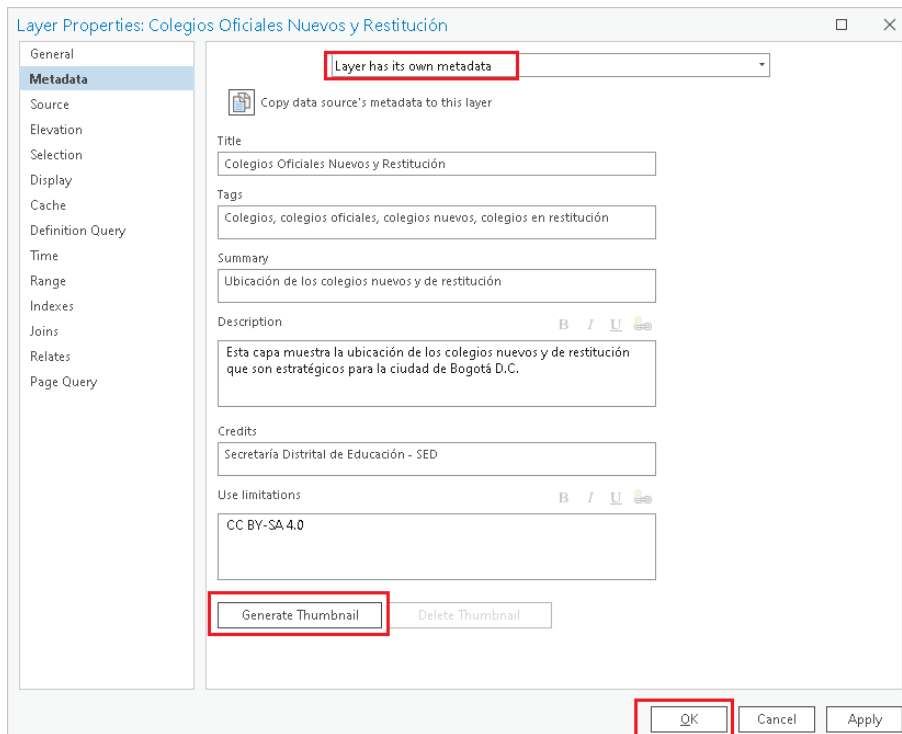 Layer Properties: Colegios Oficiales Nuevos y Restitución
General
Metadata
Source
Elevation
Selection
Display
Cache
Definition Query
Time
Range
Indexes
Joins
Relates
Page Query
Layer has its own metadata
Copy data source's metadata to this layer
Title
Colegios Oficiales Nuevos y Restitución
Tags
Colegios, colegios oficiales, colegios nuevos, colegios en restitución
Summary
Ubicación de los colegios nuevos y de restitución
Description
B I U
Esta capa muestra la ubicación de los colegios nuevos y de restitución
que son estratégicos para la ciudad de Bogotá D.C.
Credits
Secretaría Distrital de Educación - SED
Use limitations
B I U
CC BY-SA 4.0
Generate Thumbnail
Delete Thumbnail
OK
Cancel
Apply